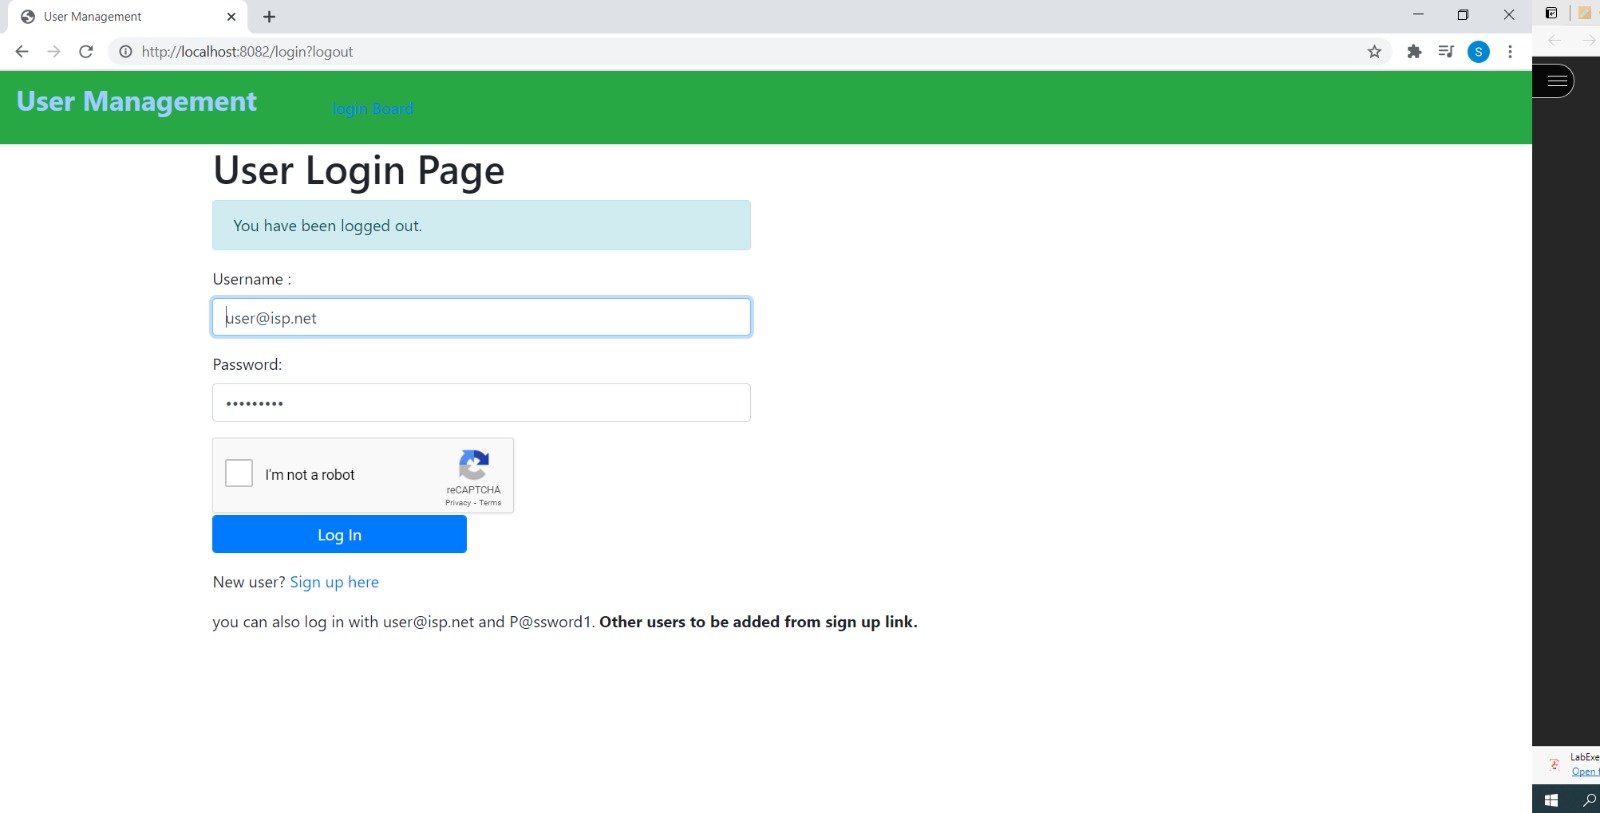 User Management
http://localhost:8082/login?logout
S
User Management
login Board
User Login Page
You have been logged out.
Username :
user@isp.net
Password:
•••••••••
I'm not a robot
reCAPTCHA
Privacy - Terms
Log In
New user? Sign up here
you can also log in with user@isp.net and P@ssword1. Other users to be added from sign up link.
LabExe
Open f